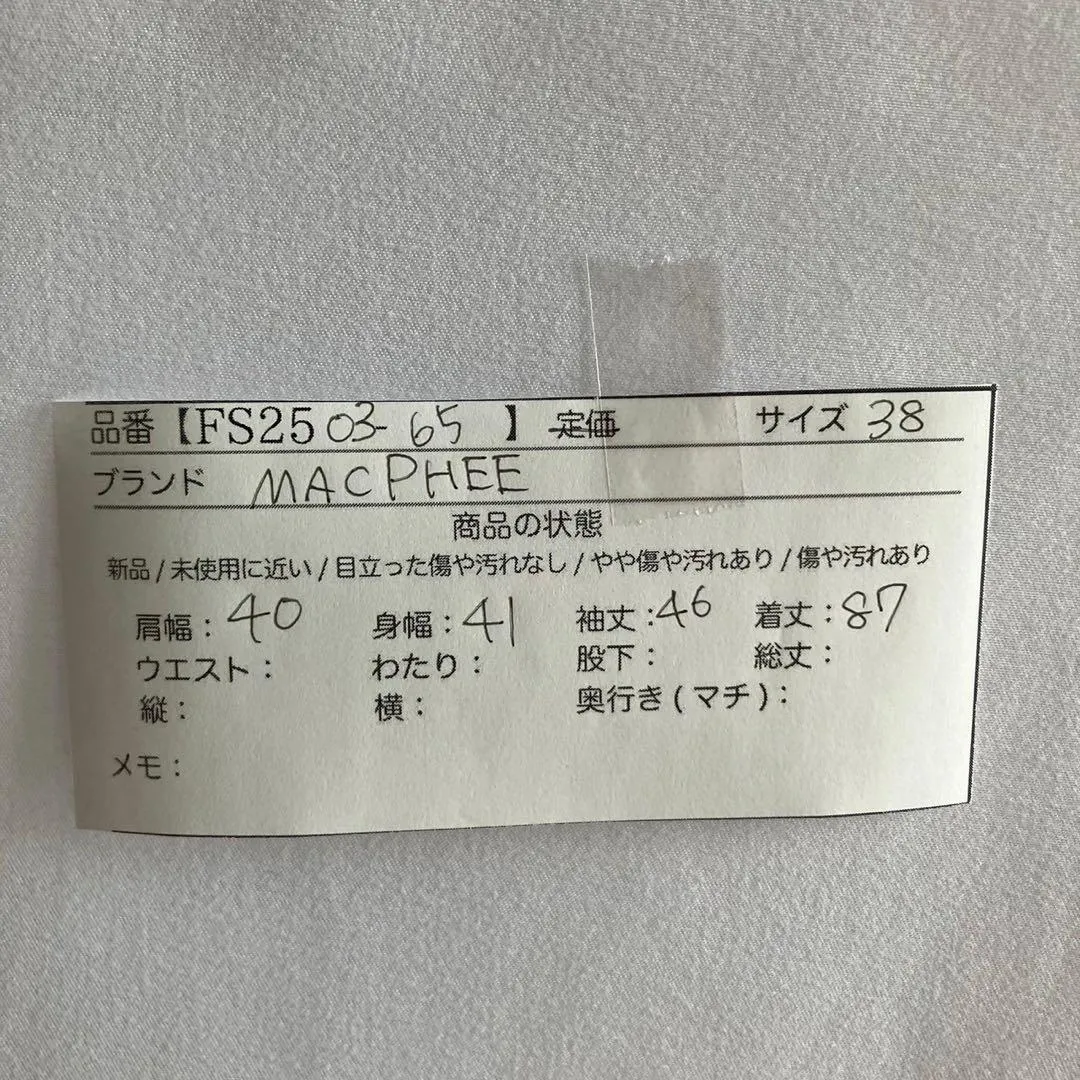 品番【FS25 03-65 】 定価 サイズ 38
ブランド MACPHEE
商品の状態
新品 / 未使用に近い / 目立った傷や汚れなし / やや傷や汚れあり / 傷や汚れあり
肩幅：40 身幅：41 袖丈：46 着丈：87
ウエスト： わたり： 股下： 総丈：
縦： 横： 奥行き (マチ)：
メモ：